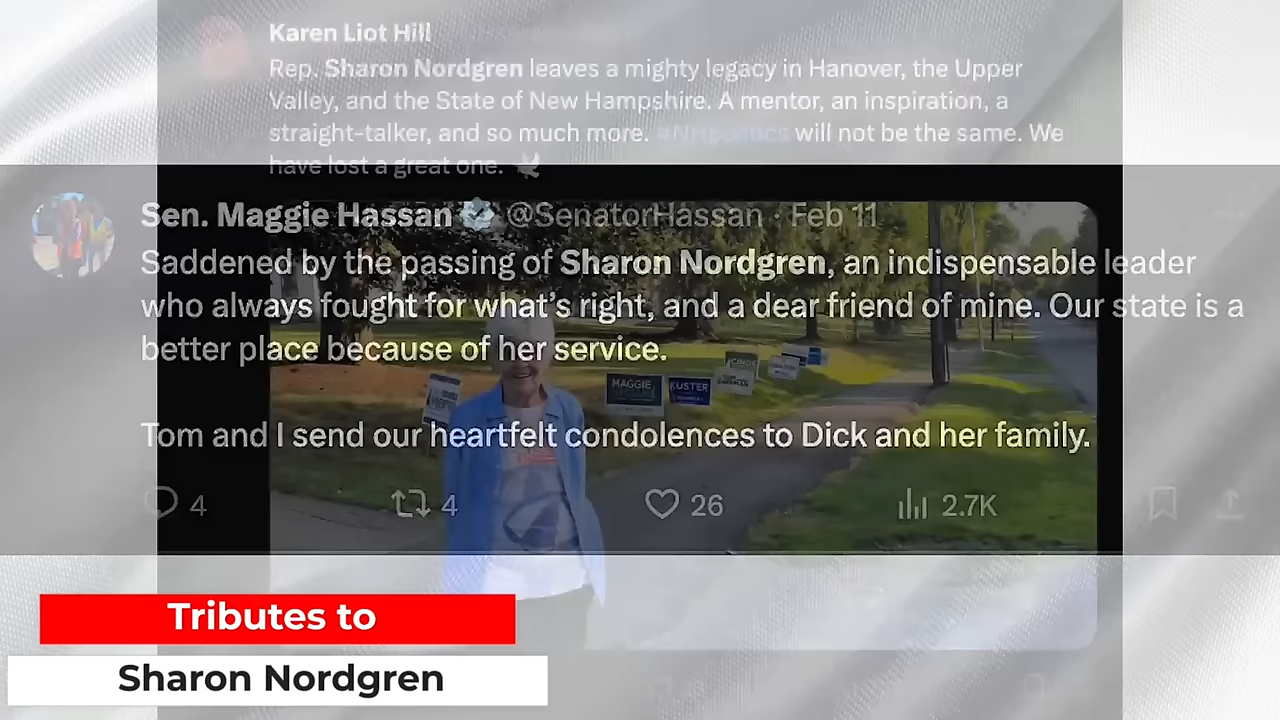 Karen Liot Hill
Rep. Sharon Nordgren leaves a mighty legacy in Hanover, the Upper
Valley, and the State of New Hampshire. A mentor, an inspiration, a
straight-talker, and so much more. #NHpolitics will not be the same. We
have lost a great one.
Sen. Maggie Hassan @SenatorHassan · Feb 11
Saddened by the passing of Sharon Nordgren, an indispensable leader
who always fought for what's right, and a dear friend of mine. Our state is a
better place because of her service.
MAGGIE
KUSTER
Tom and I send our heartfelt condolences to Dick and her family.
4 4 26 2.7K
Tributes to
Sharon Nordgren